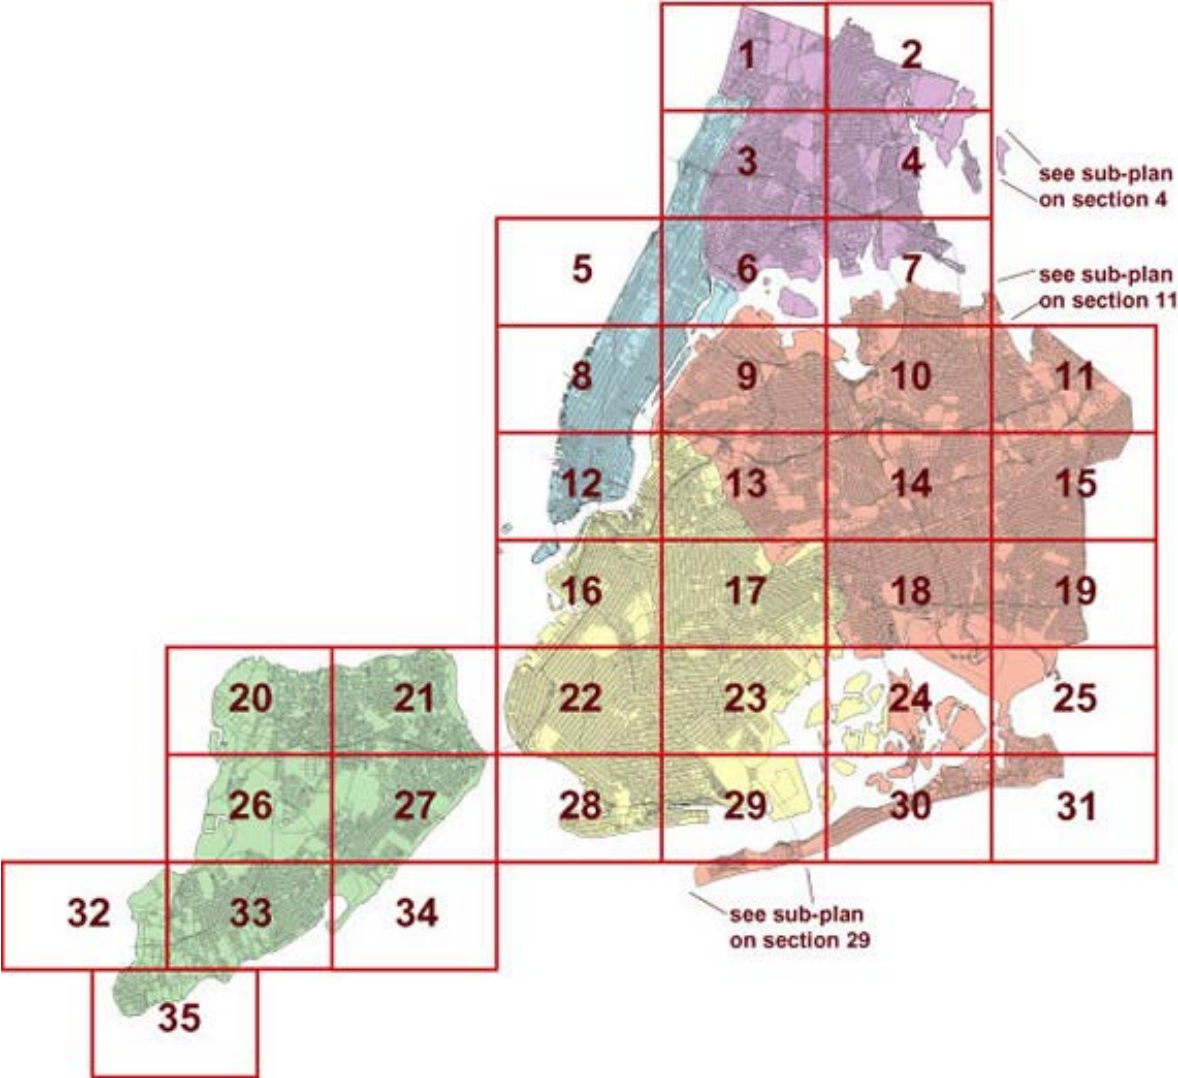 1 2
3 4
see sub-plan
on section 4
5 6 7
see sub-plan
on section 11
8 9 10 11
12 13 14 15
16 17 18 19
20 21 22 23 24 25
26 27 28 29 30 31
32 33 34
see sub-plan
on section 29
35